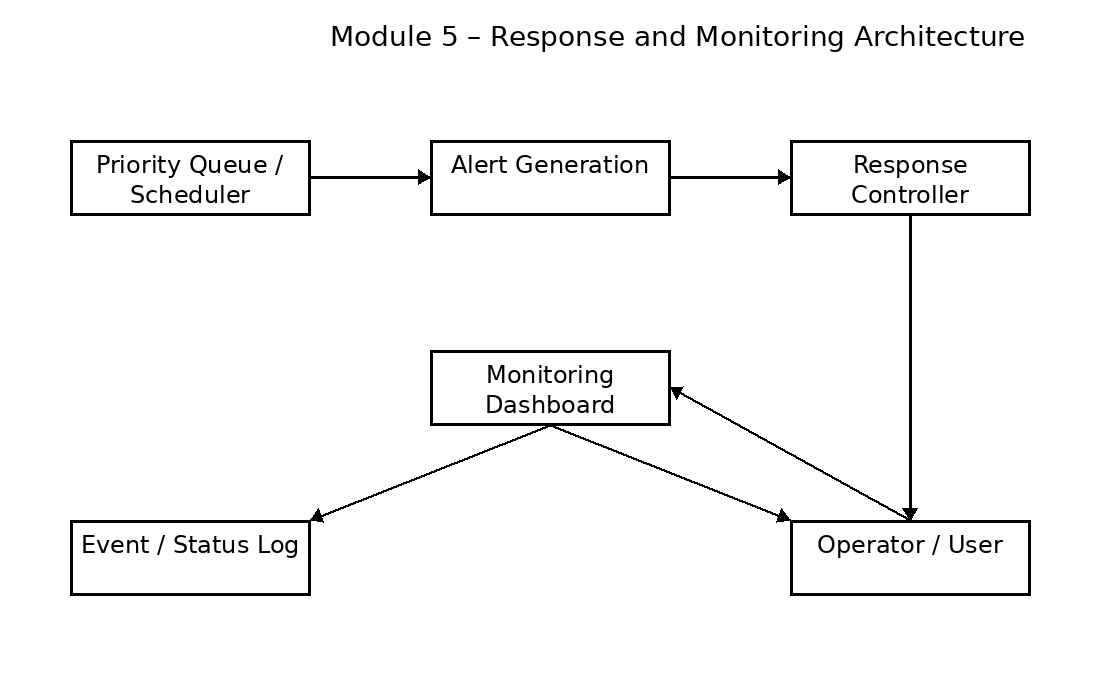 Module 5 – Response and Monitoring Architecture
Priority Queue /
Scheduler
Alert Generation
Response
Controller
Monitoring
Dashboard
Event / Status Log
Operator / User